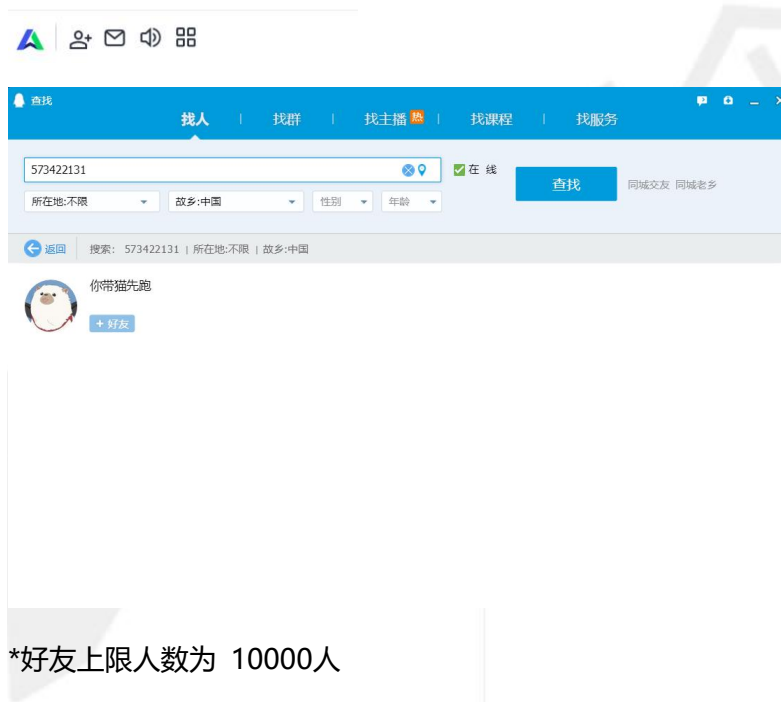 查找
找人 找群 找主播 热 找课程 找服务
573422131 在 线 查找 同城交友 同城老乡
所在地:不限 故乡:中国 性别 年龄
返回 搜索: 573422131 | 所在地:不限 | 故乡:中国
你带猫先跑
+ 好友
*好友上限人数为 10000人